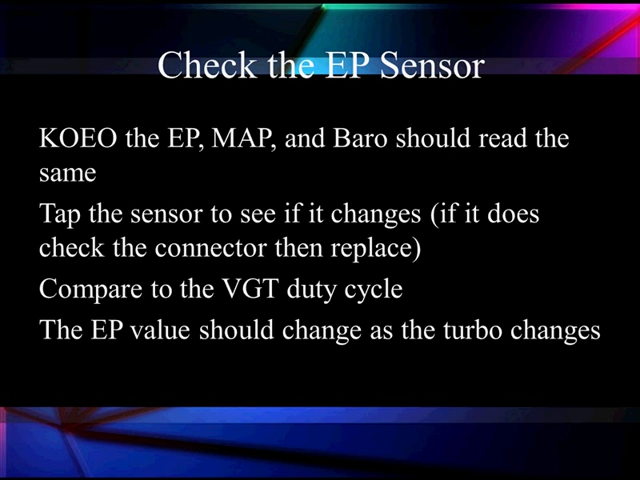 Check the EP Sensor
KOEO the EP, MAP, and Baro should read the
same
Tap the sensor to see if it changes (if it does
check the connector then replace)
Compare to the VGT duty cycle
The EP value should change as the turbo changes